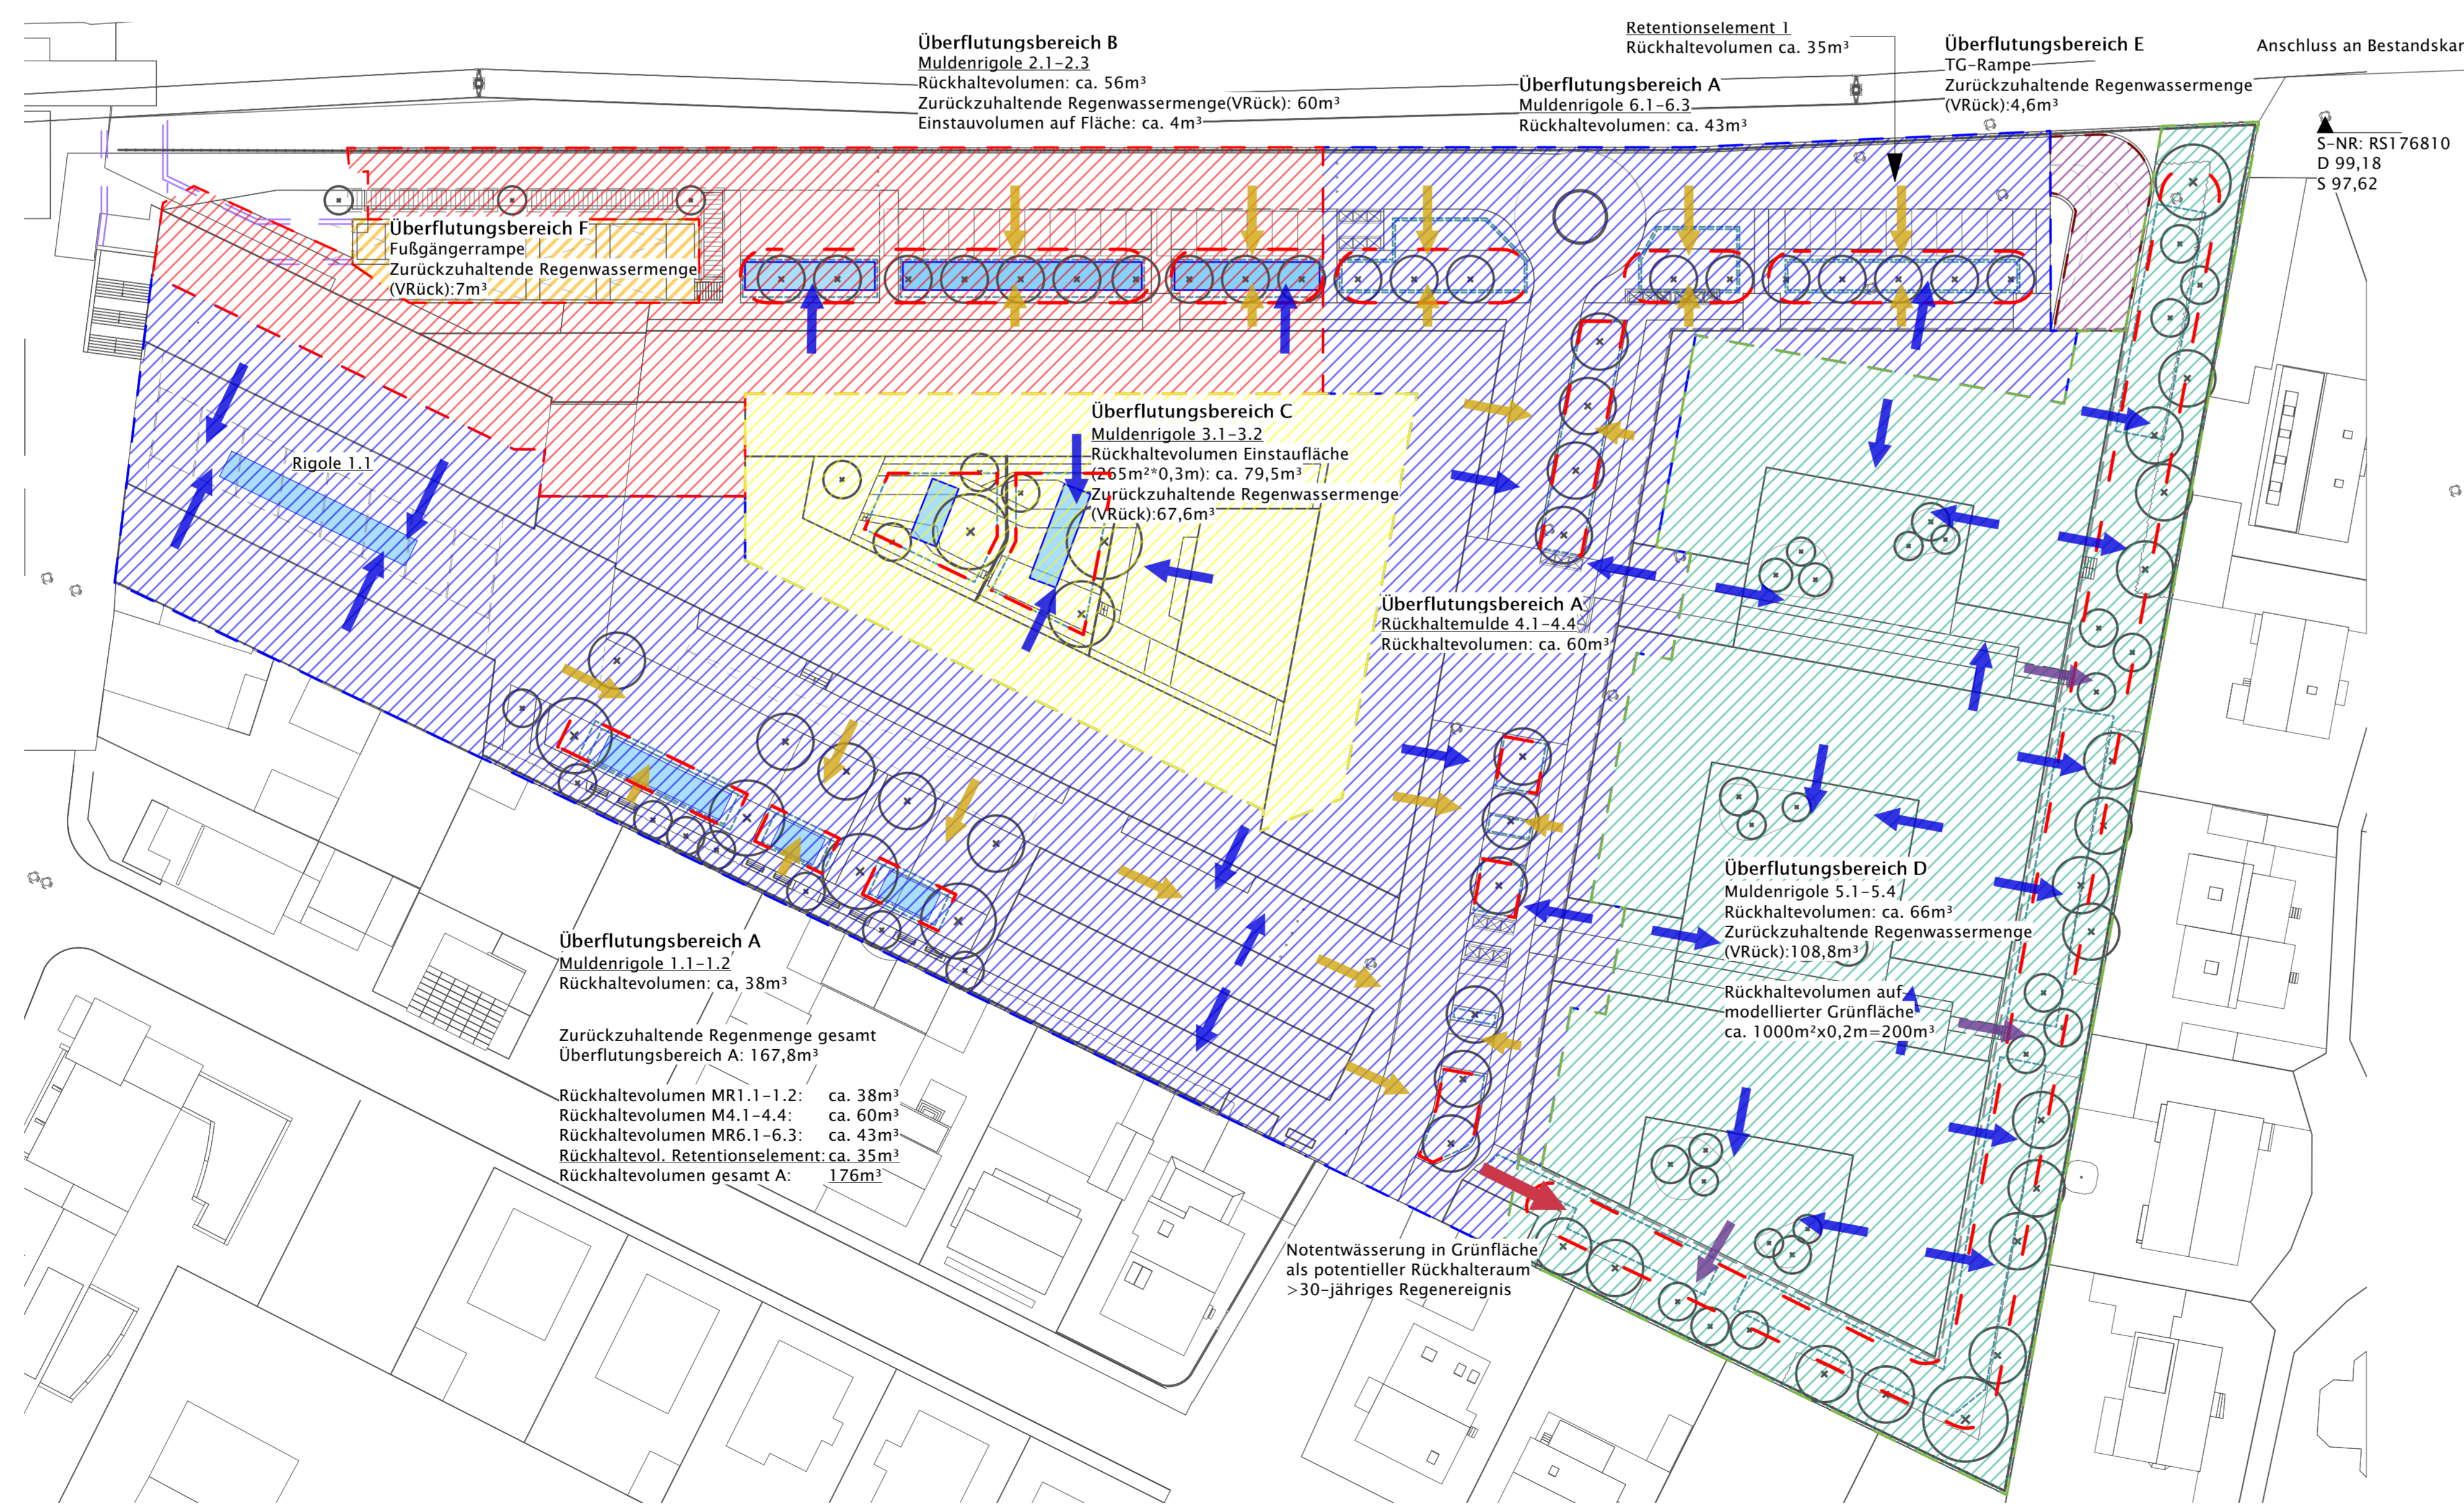 Überflutungsbereich B
Muldenrigole 2.1-2.3
Rückhaltevolumen: ca. 56m³
Zurückzuhaltende Regenwassermenge(VRück): 60m³
Einstauvolumen auf Fläche: ca. 4m³
Retentionselement 1
Rückhaltevolumen ca. 35m³
Überflutungsbereich A
Muldenrigole 6.1-6.3
Rückhaltevolumen: ca. 43m³
Überflutungsbereich E
TG-Rampe
Zurückzuhaltende Regenwassermenge
(VRück):4,6m³
Anschluss an Bestandskan
S-NR: RS176810
D 99,18
S 97,62
Überflutungsbereich F
Fußgängerrampe
Zurückzuhaltende Regenwassermenge
(VRück):7m³
Rigole 1.1
Überflutungsbereich C
Muldenrigole 3.1-3.2
Rückhaltevolumen Einstaufläche
(265m²*0,3m): ca. 79,5m³
Zurückzuhaltende Regenwassermenge
(VRück):67,6m³
Überflutungsbereich A
Rückhaltemulde 4.1-4.4
Rückhaltevolumen: ca. 60m³
Überflutungsbereich D
Muldenrigole 5.1-5.4
Rückhaltevolumen: ca. 66m³
Zurückzuhaltende Regenwassermenge
(VRück):108,8m³
Rückhaltevolumen auf
modellierter Grünfläche
ca. 1000m²x0,2m=200m³
Überflutungsbereich A
Muldenrigole 1.1-1.2
Rückhaltevolumen: ca, 38m³
Zurückzuhaltende Regenmenge gesamt
Überflutungsbereich A: 167,8m³
Rückhaltevolumen MR1.1-1.2: ca. 38m³
Rückhaltevolumen M4.1-4.4: ca. 60m³
Rückhaltevolumen MR6.1-6.3: ca. 43m³
Rückhaltevol. Retentionselement: ca. 35m³
Rückhaltevolumen gesamt A: 176m³
Notentwässerung in Grünfläche
als potentieller Rückhalteraum
>30-jähriges Regenereignis